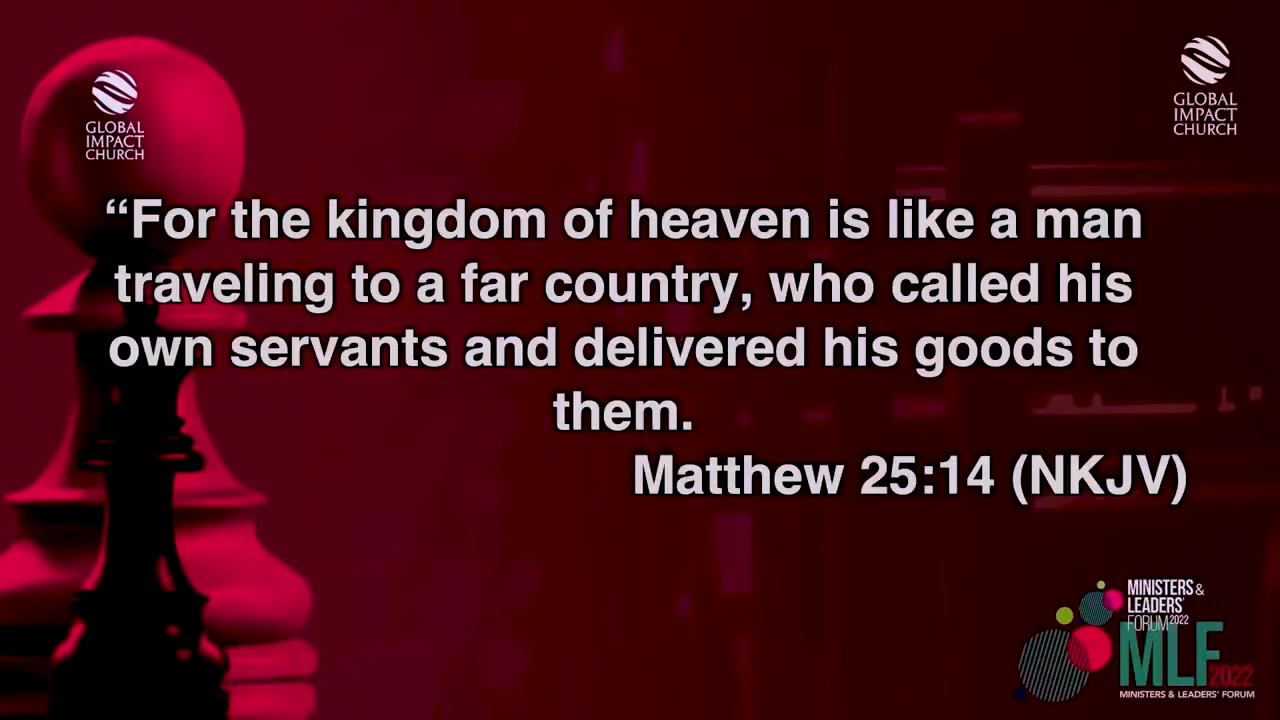 GLOBAL
IMPACT
CHURCH
GLOBAL
IMPACT
CHURCH
“For the kingdom of heaven is like a man
traveling to a far country, who called his
own servants and delivered his goods to
them.
Matthew 25:14 (NKJV)
MINISTERS &
LEADERS'
FORUM 2022
MLF 2022
MINISTERS & LEADERS' FORUM